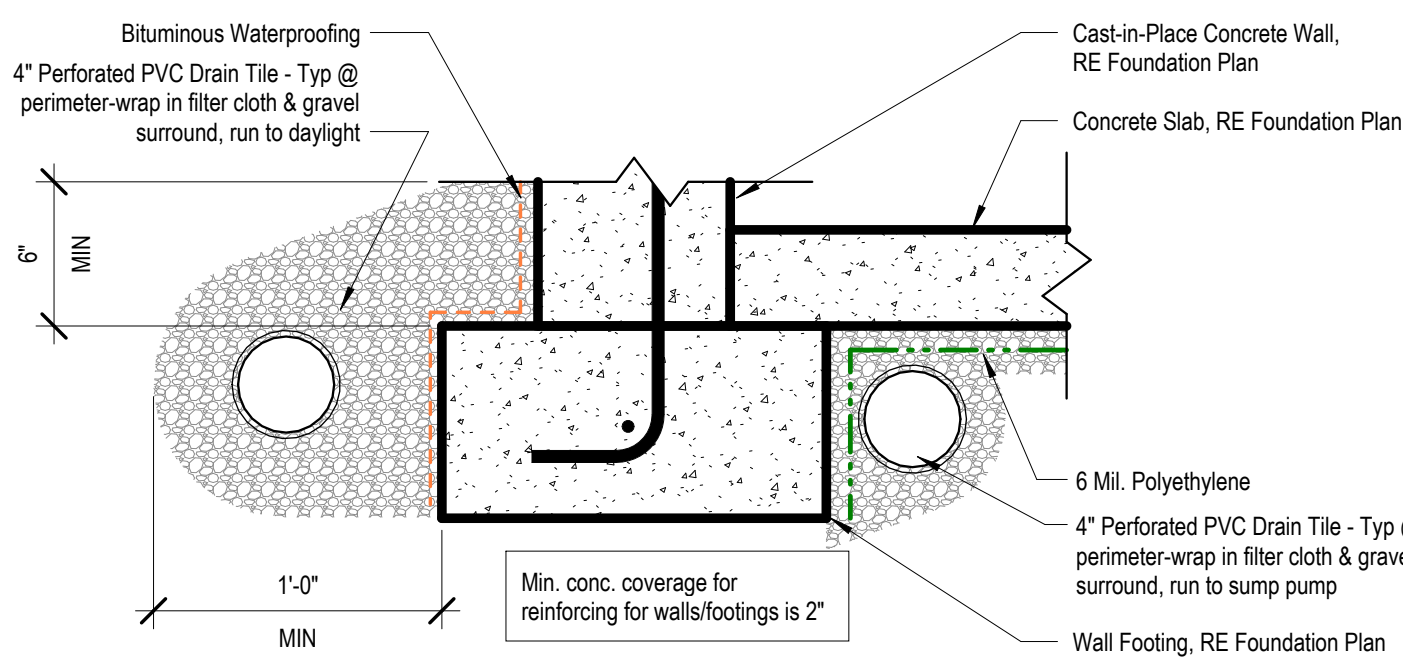 Bituminous Waterproofing
4" Perforated PVC Drain Tile - Typ @
perimeter-wrap in filter cloth & gravel
surround, run to daylight
Cast-in-Place Concrete Wall,
RE Foundation Plan
Concrete Slab, RE Foundation Plan
6"
MIN
6 Mil. Polyethylene
4" Perforated PVC Drain Tile - Typ
perimeter-wrap in filter cloth & grave
surround, run to sump pump
Wall Footing, RE Foundation Plan
1'-0"
MIN
Min. conc. coverage for
reinforcing for walls/footings is 2"